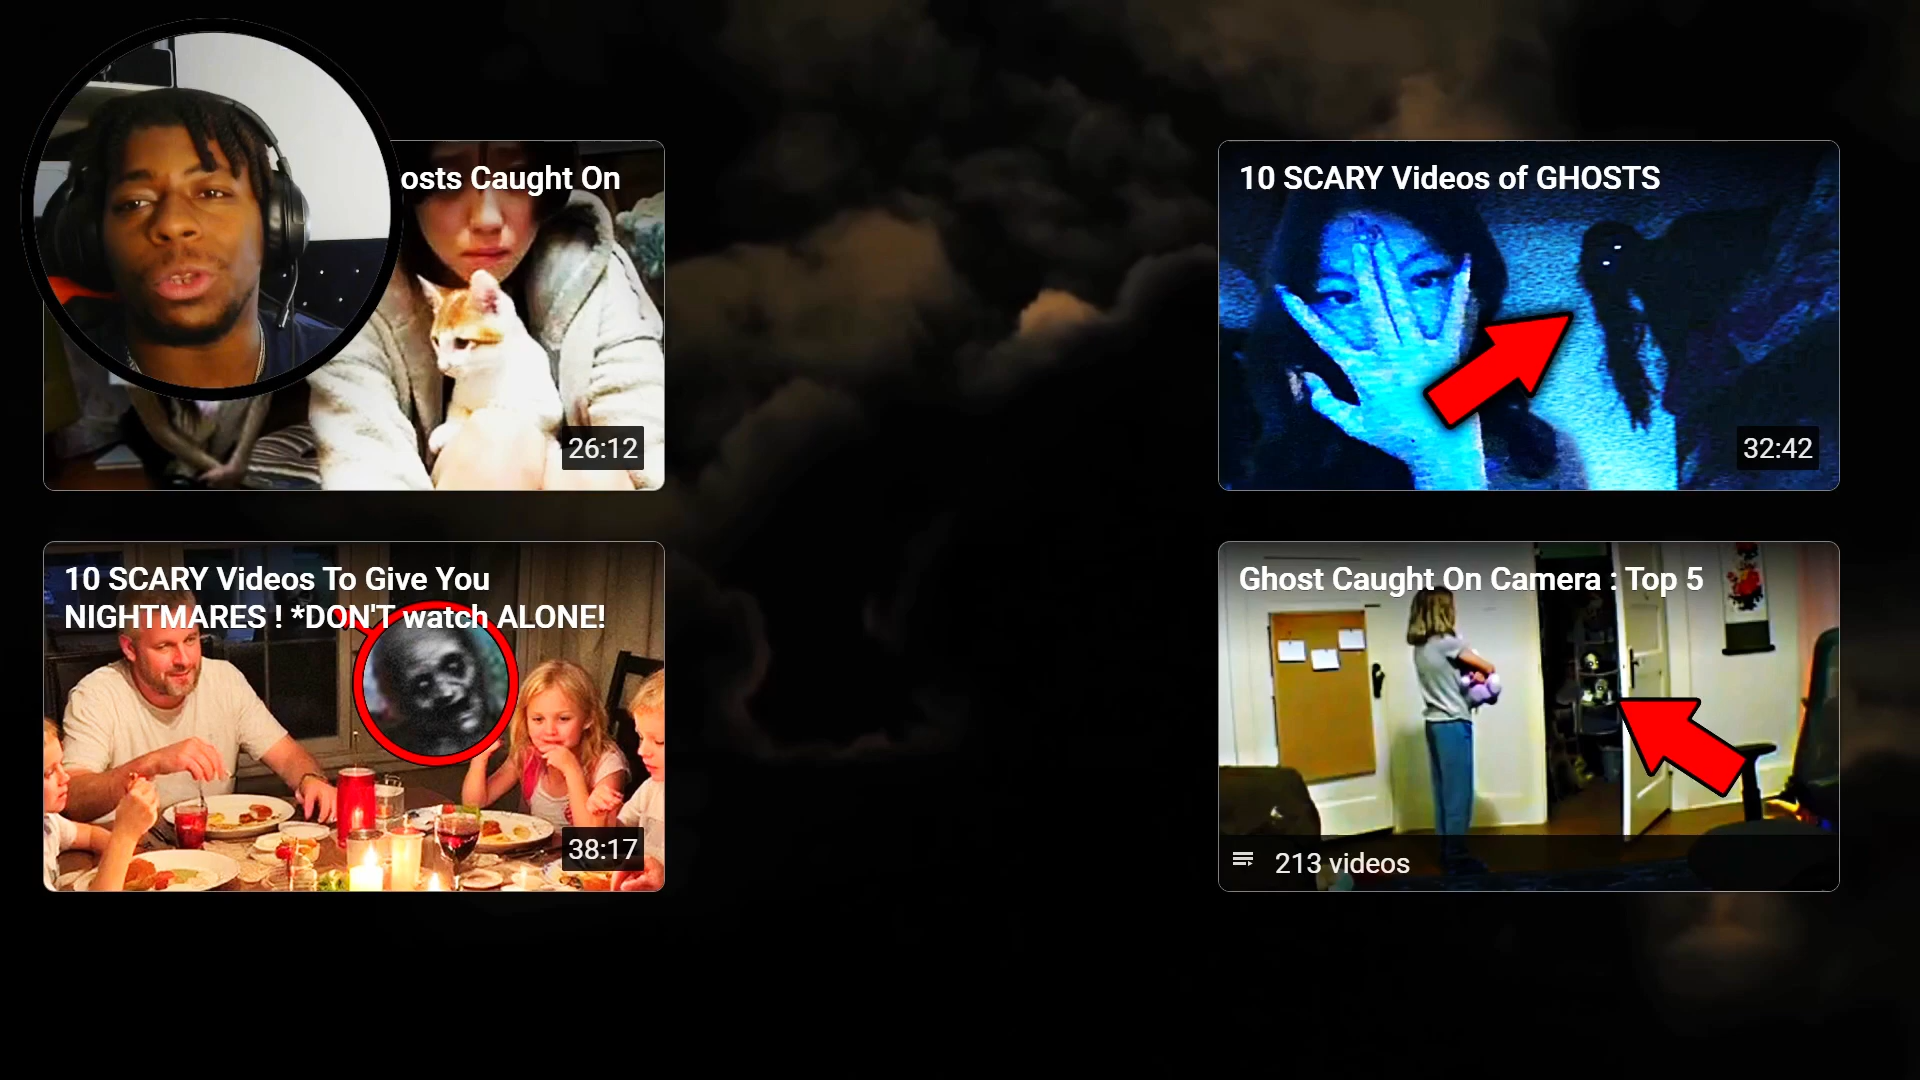 osts Caught On
26:12
10 SCARY Videos of GHOSTS
32:42
10 SCARY Videos To Give You
NIGHTMARES ! *DON'T watch ALONE!
38:17
Ghost Caught On Camera : Top 5
213 videos